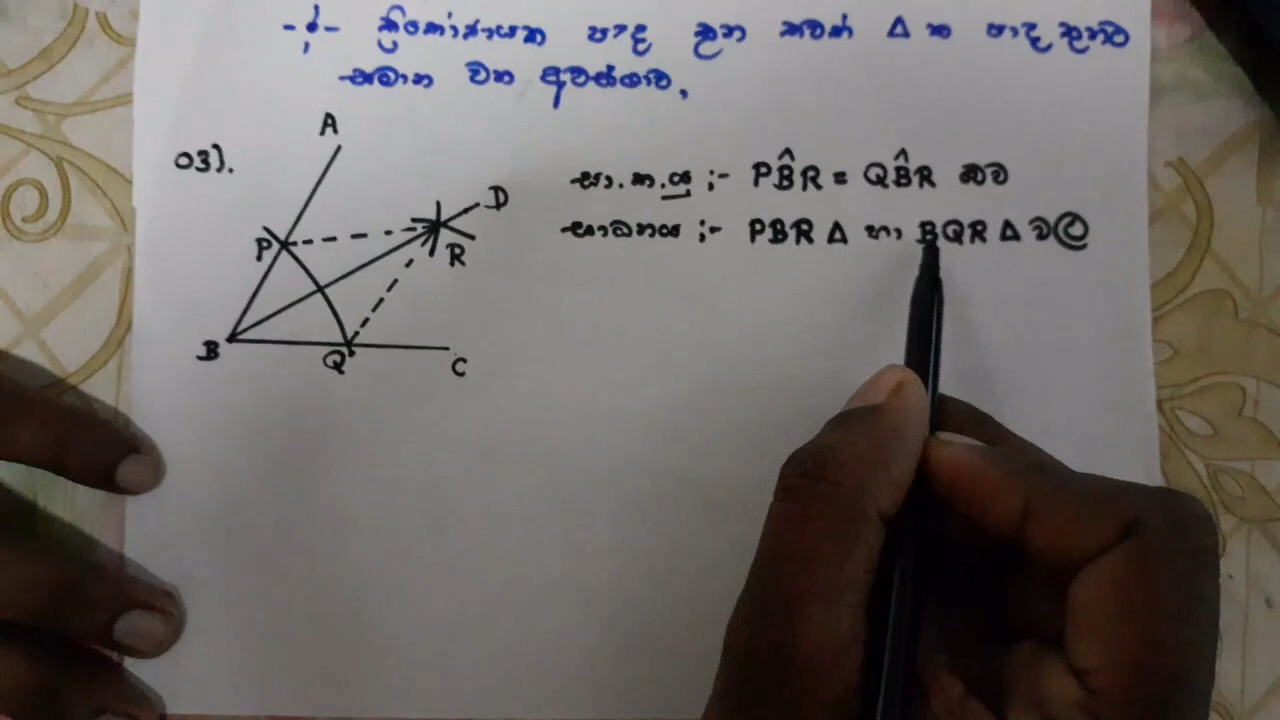 ත්‍රිකෝණයක පාද තුන තවත් Δ ක පාද තුනට
සමාන වන අවස්ථාව.
03).
A
D
P
R
B
Q
C
සා.ක.යු :- PB̂R = QB̂R බව
සාධනය :- PBR Δ හා BQR Δ වල